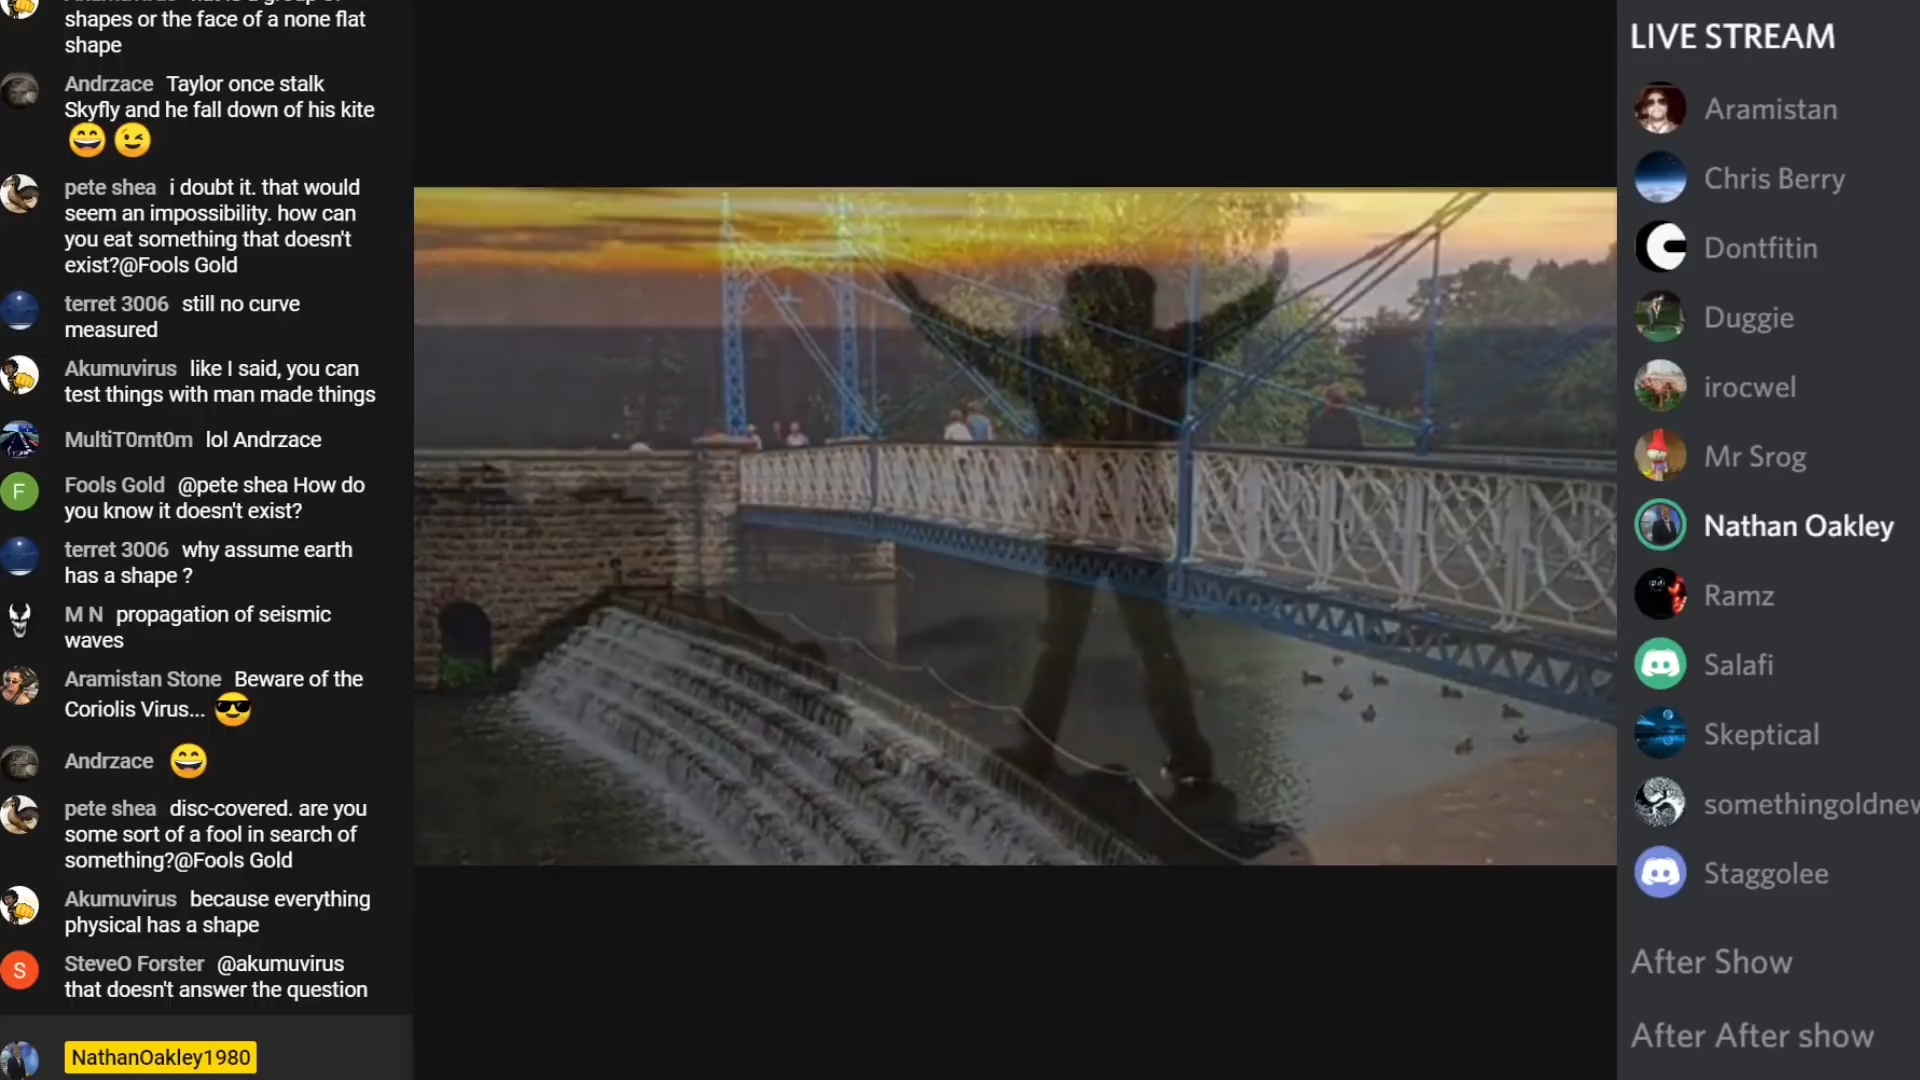 shapes or the face of a none flat
shape
Andrzace Taylor once stalk
Skyfly and he fall down of his kite
😄 😉
pete shea i doubt it. that would
seem an impossibility. how can
you eat something that doesn't
exist?@Fools Gold
terret 3006 still no curve
measured
Akumuvirus like I said, you can
test things with man made things
MultiT0mt0m lol Andrzace
F
Fools Gold @pete shea How do
you know it doesn't exist?
terret 3006 why assume earth
has a shape ?
M N propagation of seismic
waves
Aramistan Stone Beware of the
Coriolis Virus... 😎
Andrzace 😄
pete shea disc-covered. are you
some sort of a fool in search of
something?@Fools Gold
Akumuvirus because everything
physical has a shape
S
SteveO Forster @akumuvirus
that doesn't answer the question
NathanOakley1980
LIVE STREAM
Aramistan
Chris Berry
Dontfitin
Duggie
irocwel
Mr Srog
Nathan Oakley
Ramz
Salafi
Skeptical
somethingoldnew
Staggolee
After Show
After After show